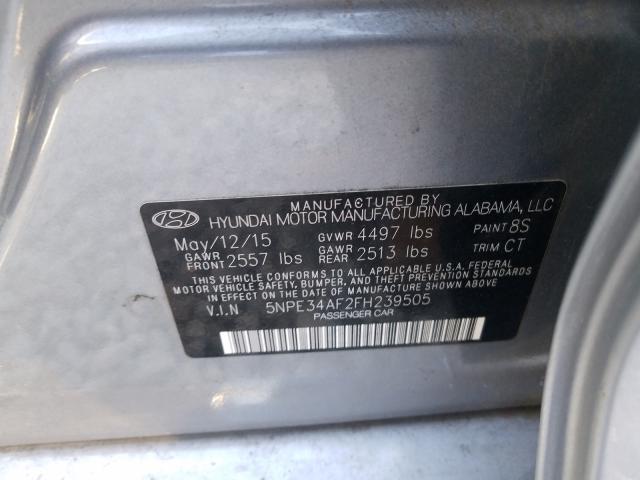 MANUFACTURED BY
HYUNDAI MOTOR MANUFACTURING ALABAMA, LLC
May/12/15 GVWR 4497 lbs PAINT 8S
GAWR FRONT 2557 lbs GAWR REAR 2513 lbs TRIM CT
THIS VEHICLE CONFORMS TO ALL APPLICABLE U.S.A. FEDERAL
MOTOR VEHICLE SAFETY, BUMPER, AND THEFT PREVENTION
STANDARDS IN EFFECT ON THE DATE OF MANUFACTURE SHOWN ABOVE.
V.I.N 5NPE34AF2FH239505
PASSENGER CAR